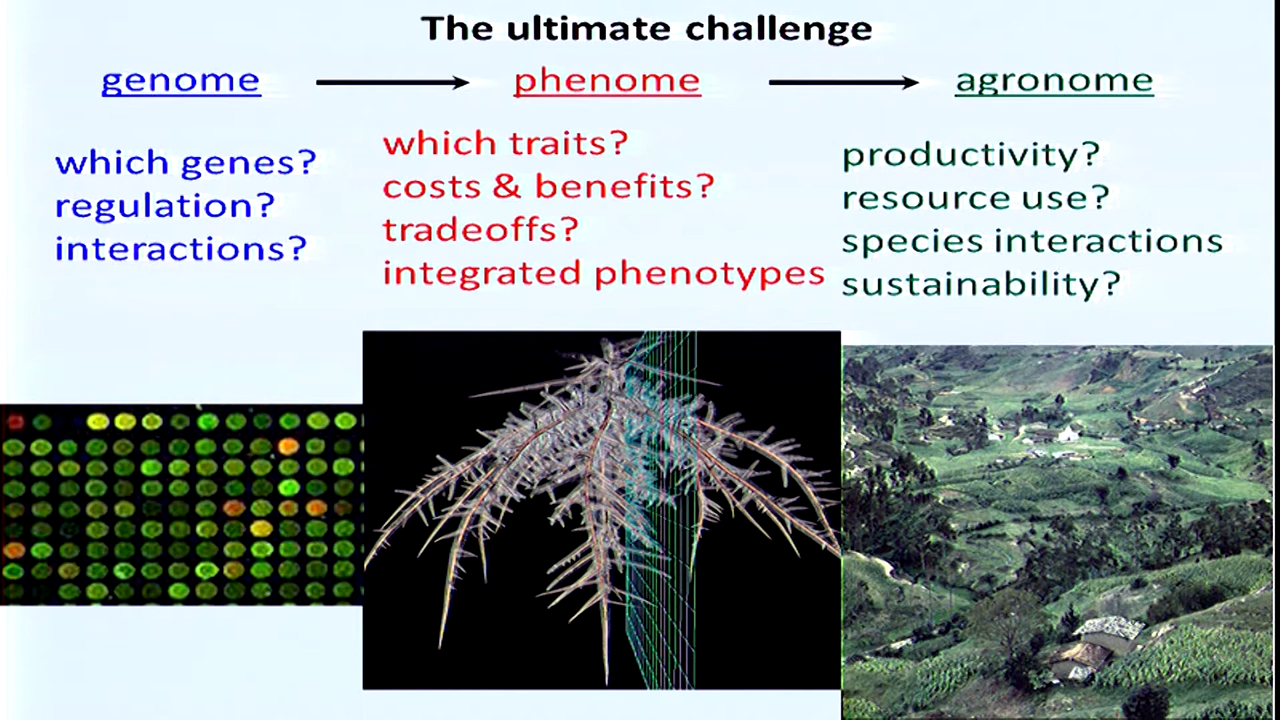 The ultimate challenge
genome
phenome
agronome
which genes?
regulation?
interactions?
which traits?
costs & benefits?
tradeoffs?
integrated phenotypes
productivity?
resource use?
species interactions
sustainability?